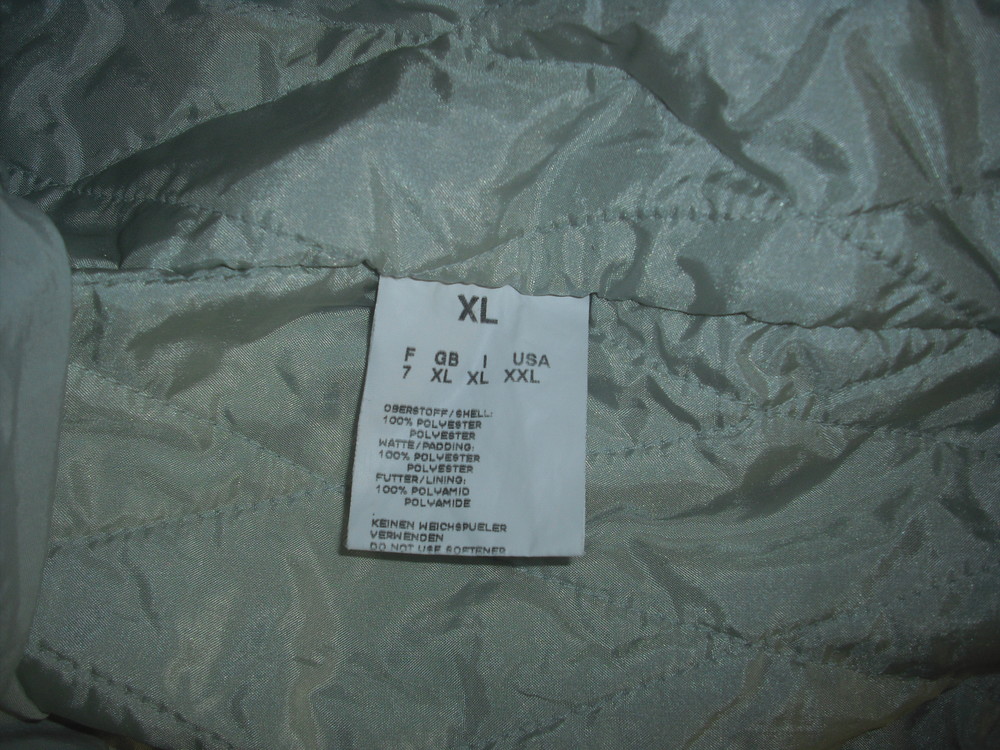 XL
F GB I USA
7 XL XL XXL
OBERSTOFF/SHELL:
100% POLYESTER
POLYESTER
WATTE/PADDING:
100% POLYESTER
POLYESTER
FUTTER/LINING:
100% POLYAMID
POLYAMIDE
KEINEN WEICHSPUELER
VERWENDEN
DO NOT USE SOFTENER